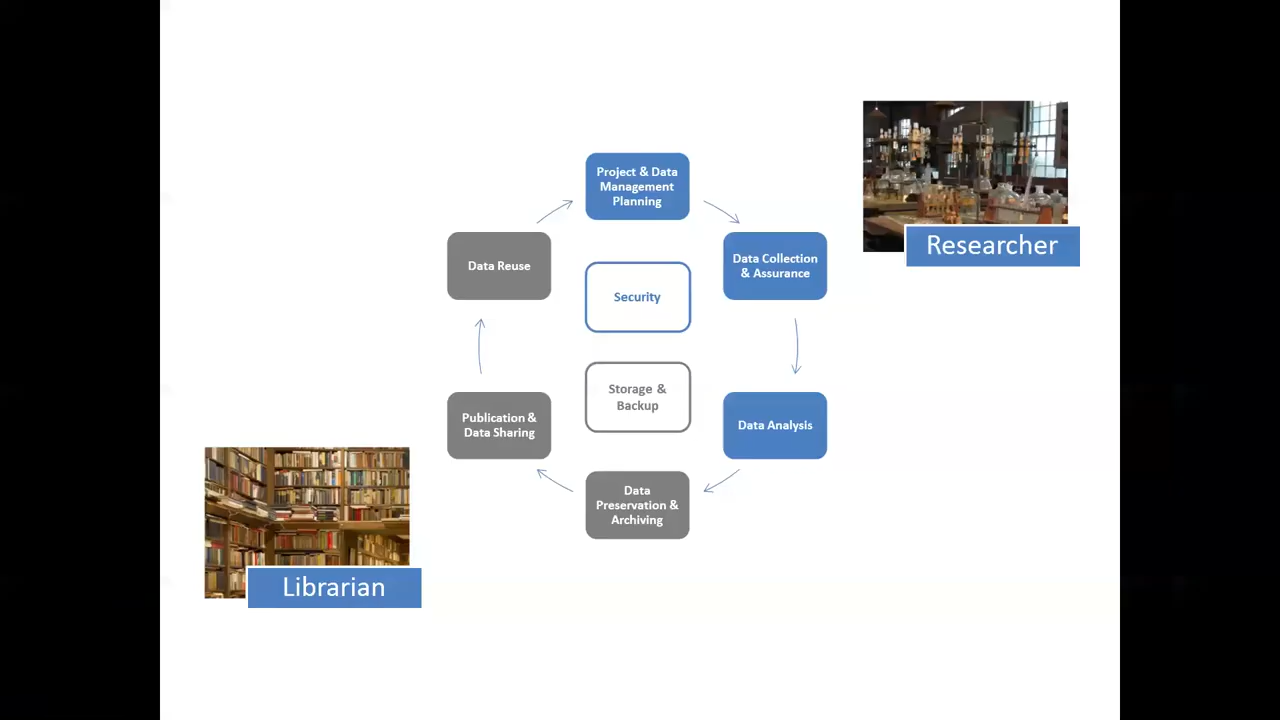 Project & Data
Management
Planning
Researcher
Data Reuse
Data Collection
& Assurance
Security
Storage &
Backup
Publication &
Data Sharing
Data Analysis
Data
Preservation &
Archiving
Librarian